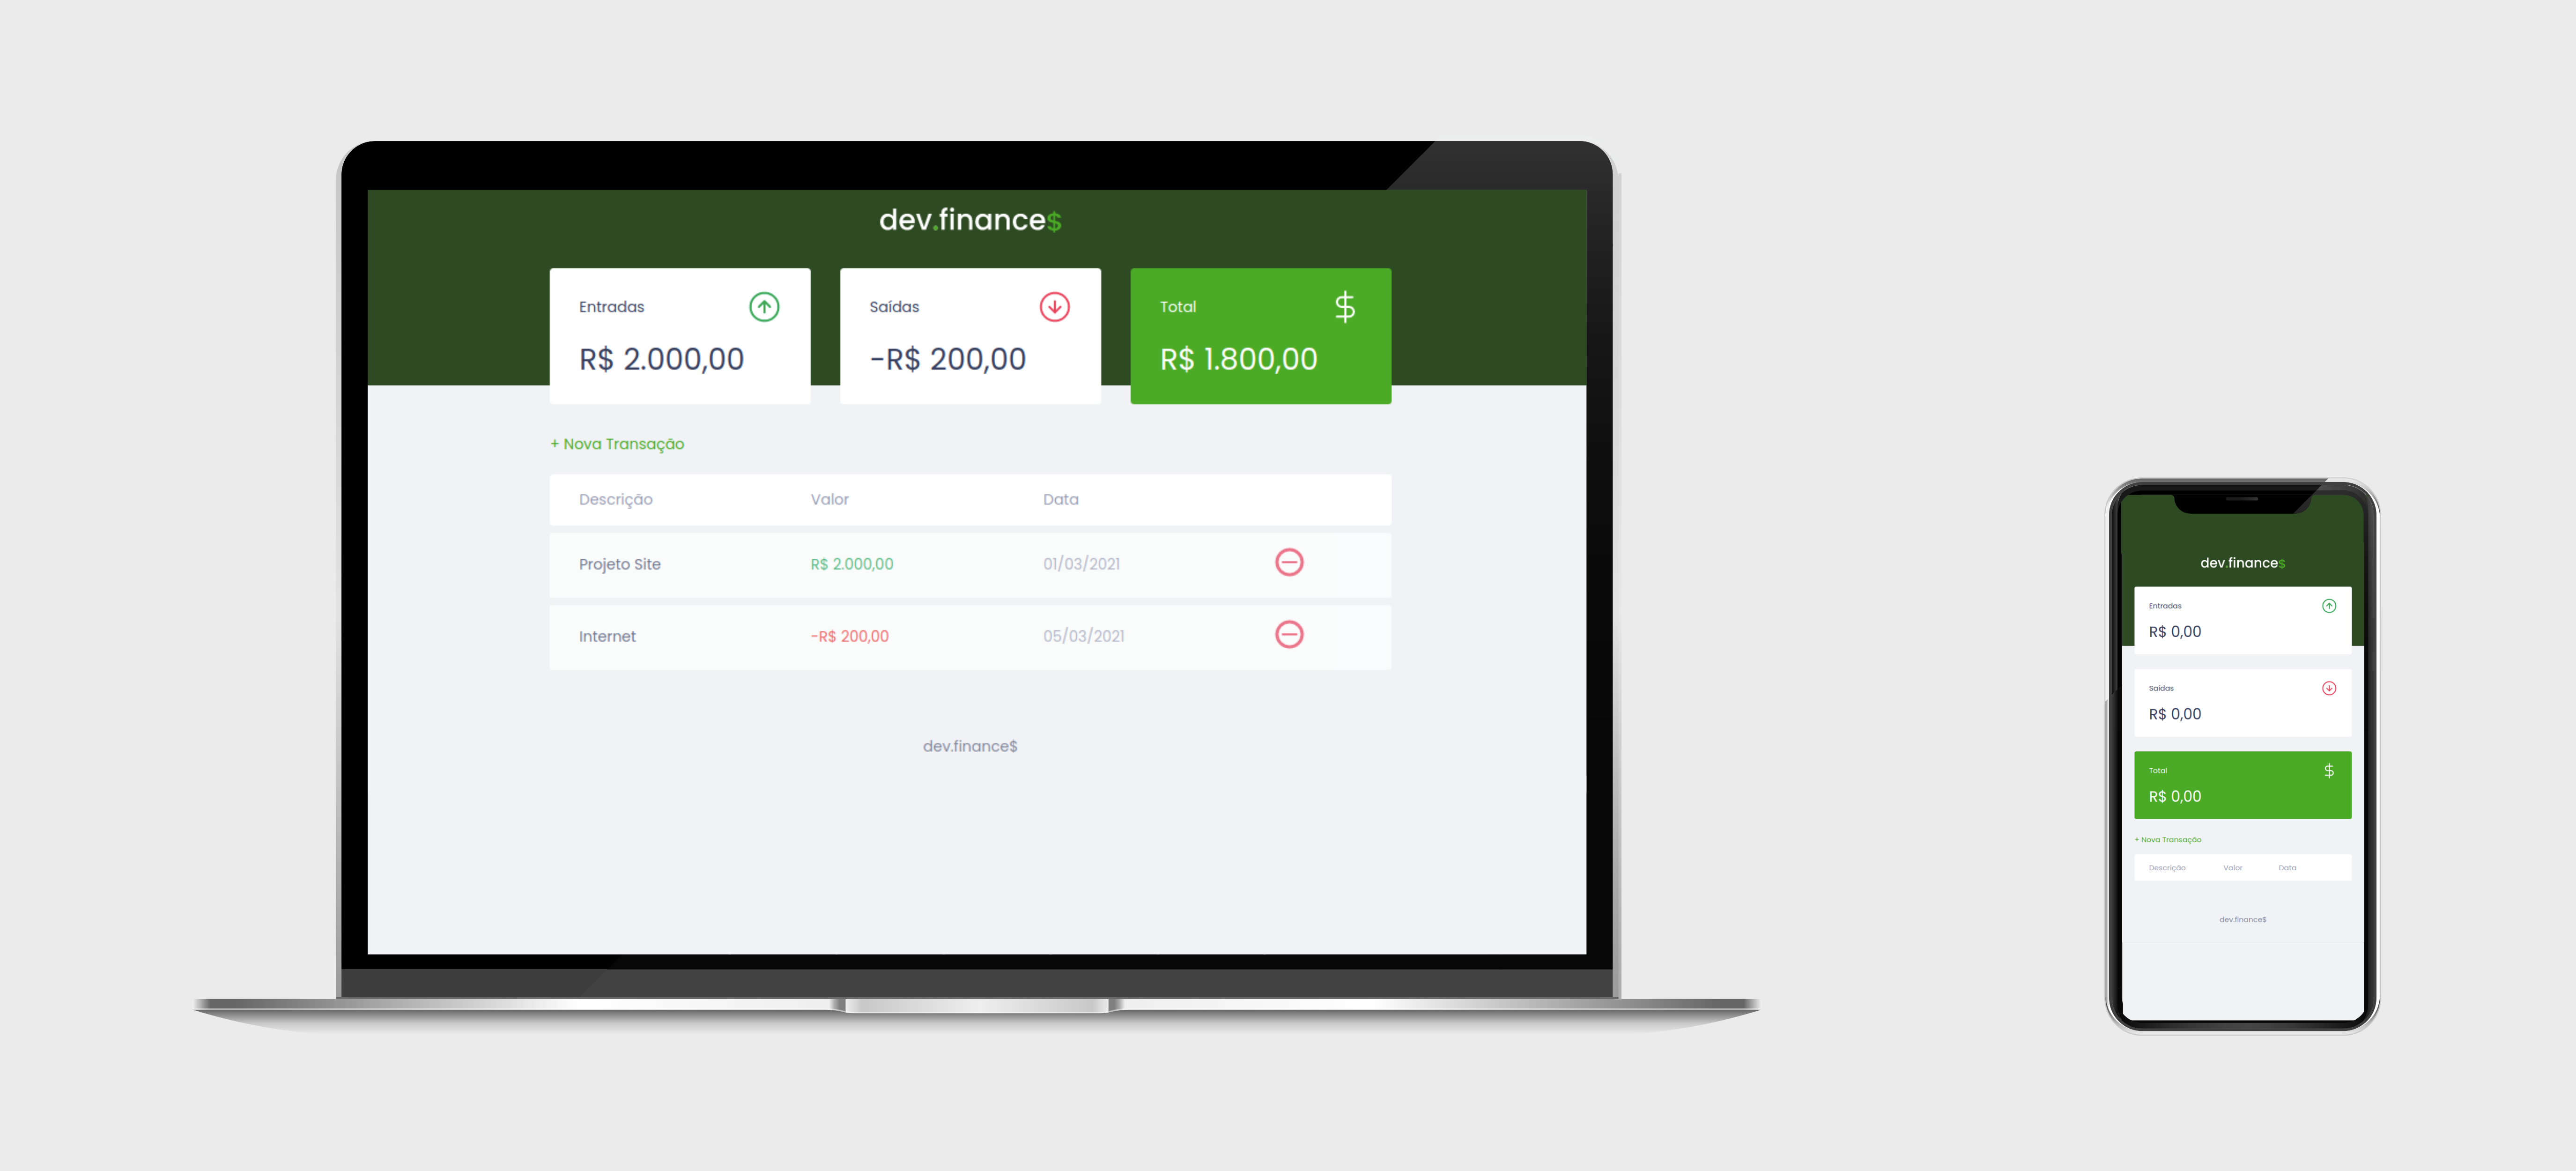 dev.finance$
Entradas
R$ 2.000,00
Saídas
-R$ 200,00
Total
R$ 1.800,00
+ Nova Transação
Descrição Valor Data
Projeto Site R$ 2.000,00 01/03/2021
Internet -R$ 200,00 05/03/2021
dev.finance$
dev.finance$
Entradas
R$ 0,00
Saídas
R$ 0,00
Total
R$ 0,00
+ Nova Transação
Descrição Valor Data
dev.finance$